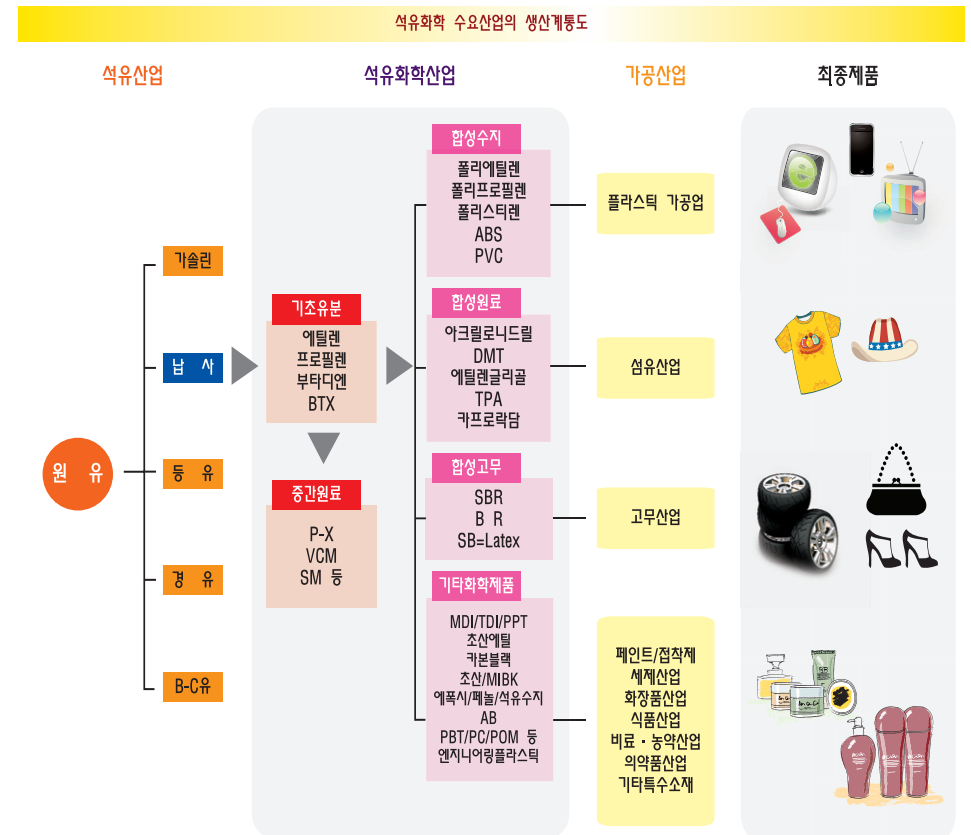 석유화학 수요산업의 생산계통도
석유산업
석유화학산업
가공산업
최종제품
원 유
가솔린
납 사
등 유
경 유
B-C유
기초유분
에틸렌
프로필렌
부타디엔
BTX
중간원료
P-X
VCM
SM 등
합성수지
폴리에틸렌
폴리프로필렌
폴리스티렌
ABS
PVC
합성원료
아크릴로니드릴
DMT
에틸렌글리골
TPA
카프로락담
합성고무
SBR
B R
SB=Latex
기타화학제품
MDI/TDI/PPT
초산에틸
카본블랙
초산/MIBK
에폭시/페놀/석유수지
AB
PBT/PC/POM 등
엔지니어링플라스틱
플라스틱 가공업
섬유산업
고무산업
페인트/접착제
세제산업
화장품산업
식품산업
비료·농약산업
의약품산업
기타특수소재
e